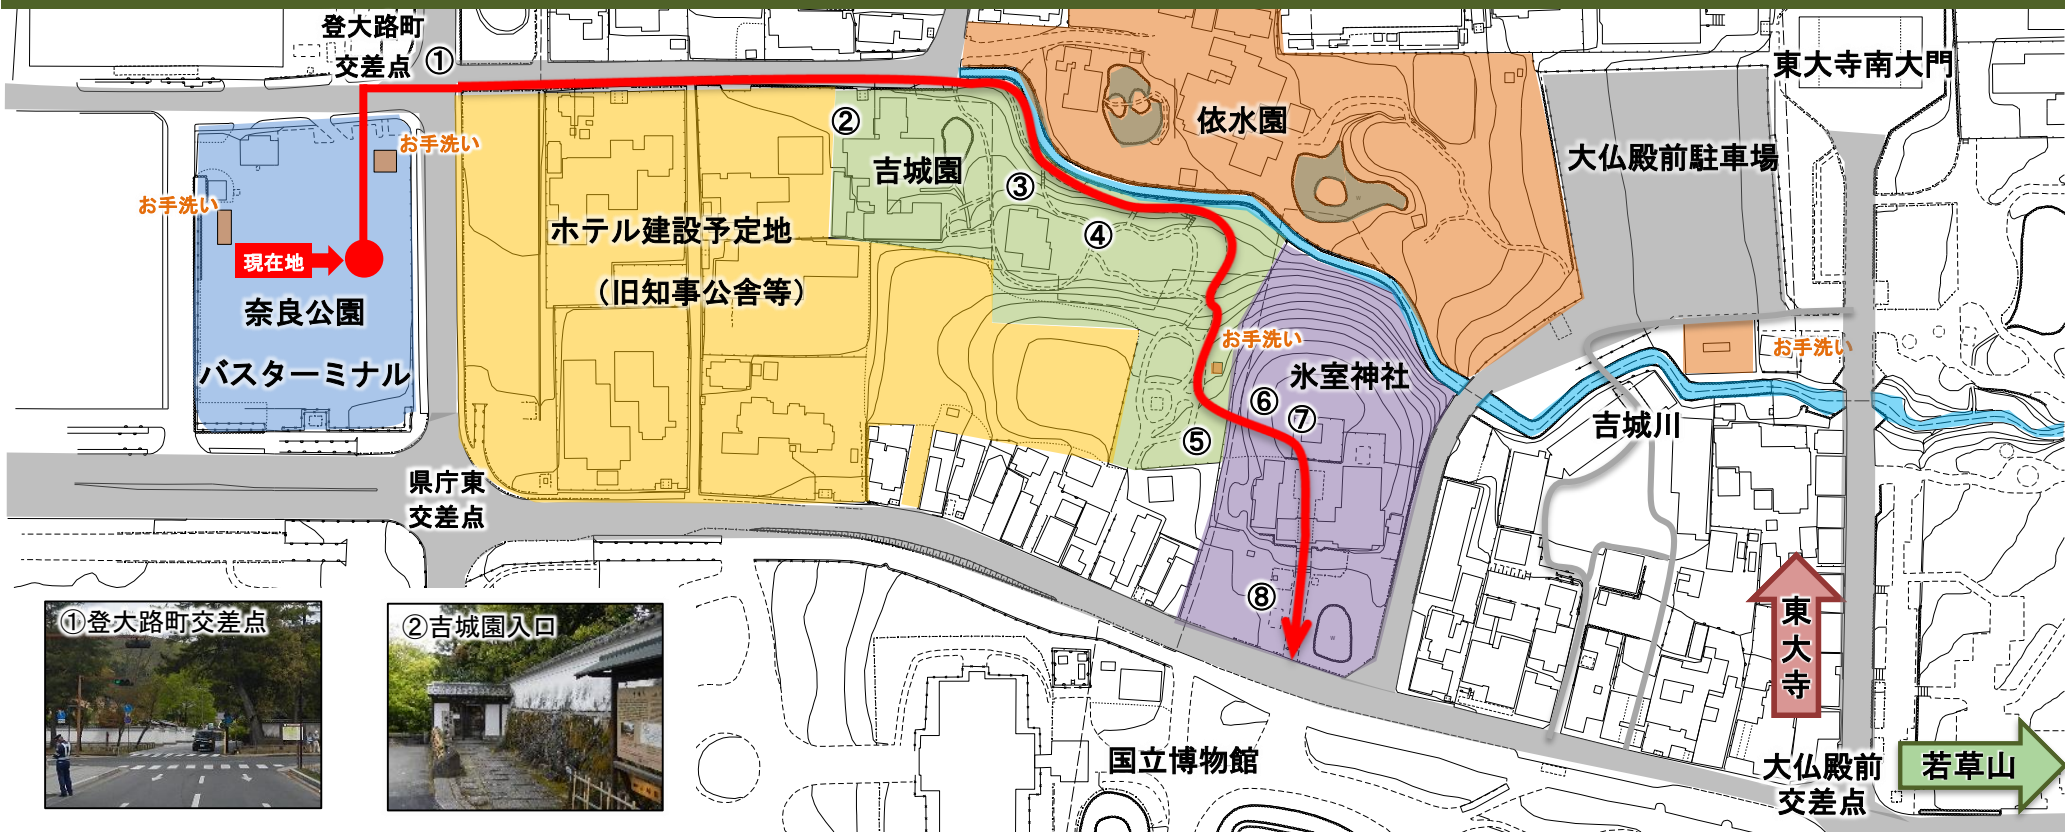 登大路町
交差点
①
お手洗い
お手洗い
現在地
奈良公園
バスターミナル
県庁東
交差点
ホテル建設予定地
（旧知事公舎等）
②
吉城園
③
④
⑤
お手洗い
依水園
氷室神社
⑥
⑦
⑧
大仏殿前駐車場
東大寺南大門
お手洗い
吉城川
東大寺
国立博物館
大仏殿前
交差点
若草山
①登大路町交差点
②吉城園入口